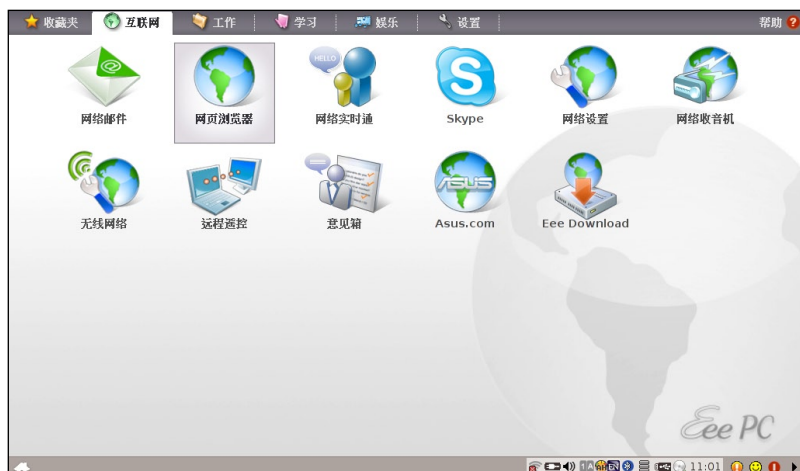 收藏夹 互联网 工作 学习 娱乐 设置 帮助 ?
@ HELLO
网络邮件 网页浏览器 网络实时通 Skype 网络设置 网络收音机
ASUS
无线网络 远程遥控 意见箱 Asus.com Eee Download
Eee PC
11:01